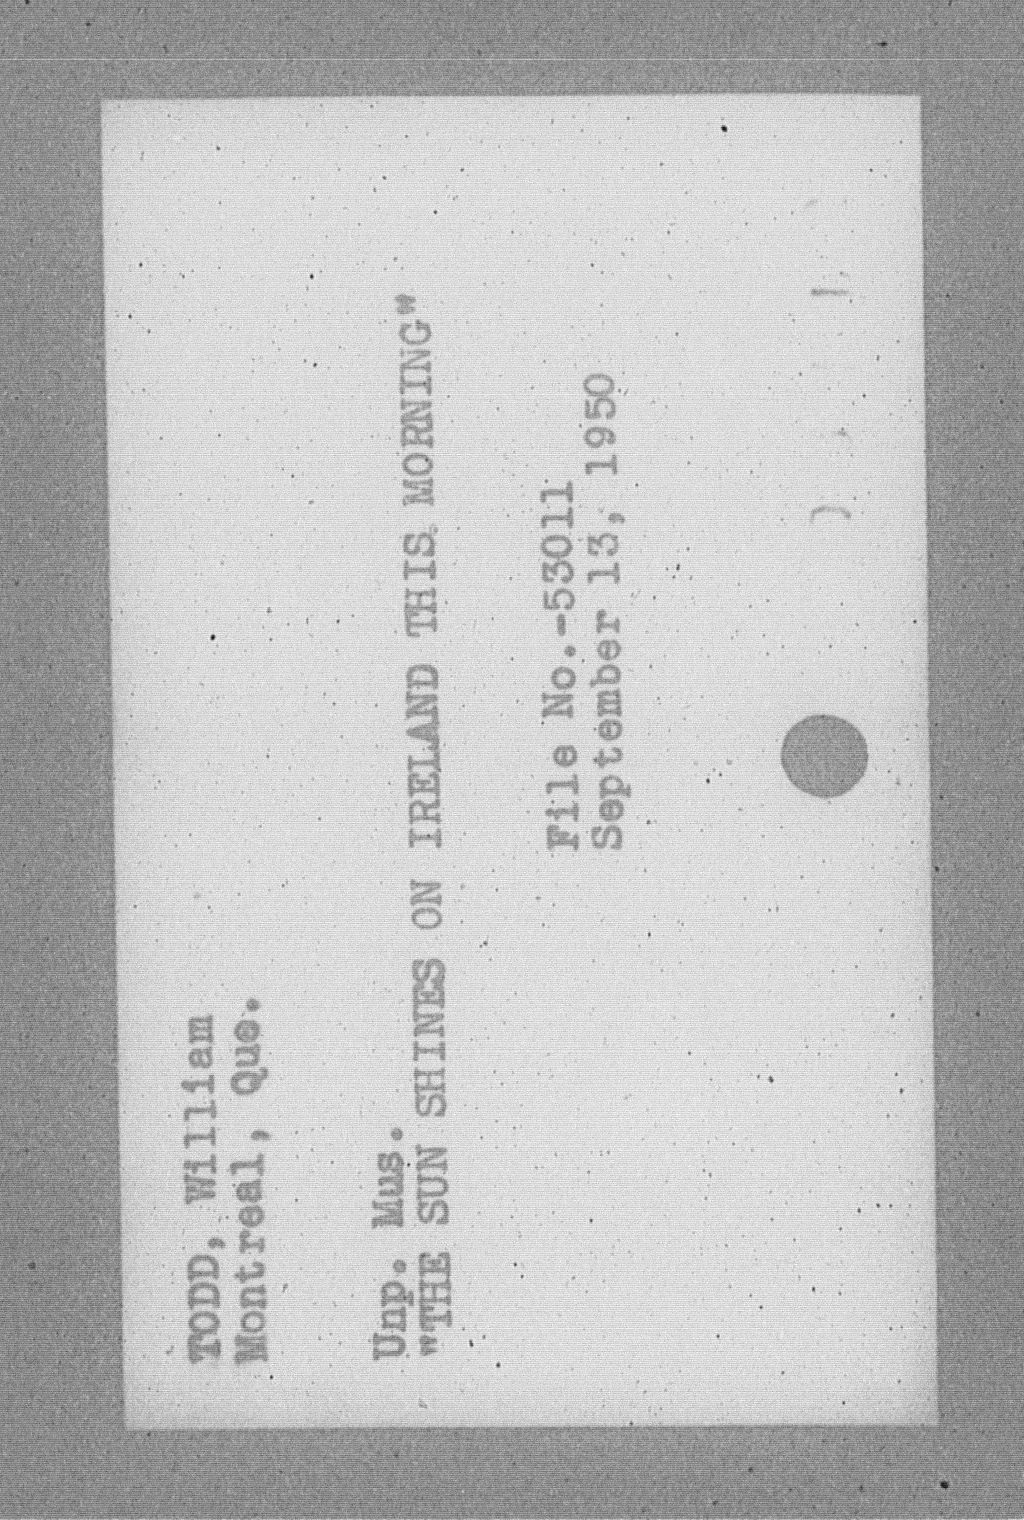 TODD, William
Montreal, Que.
Unp. Mus.
"THE SUN SHINES ON IRELAND THIS MORNING"
File No.-53011
September 13, 1950